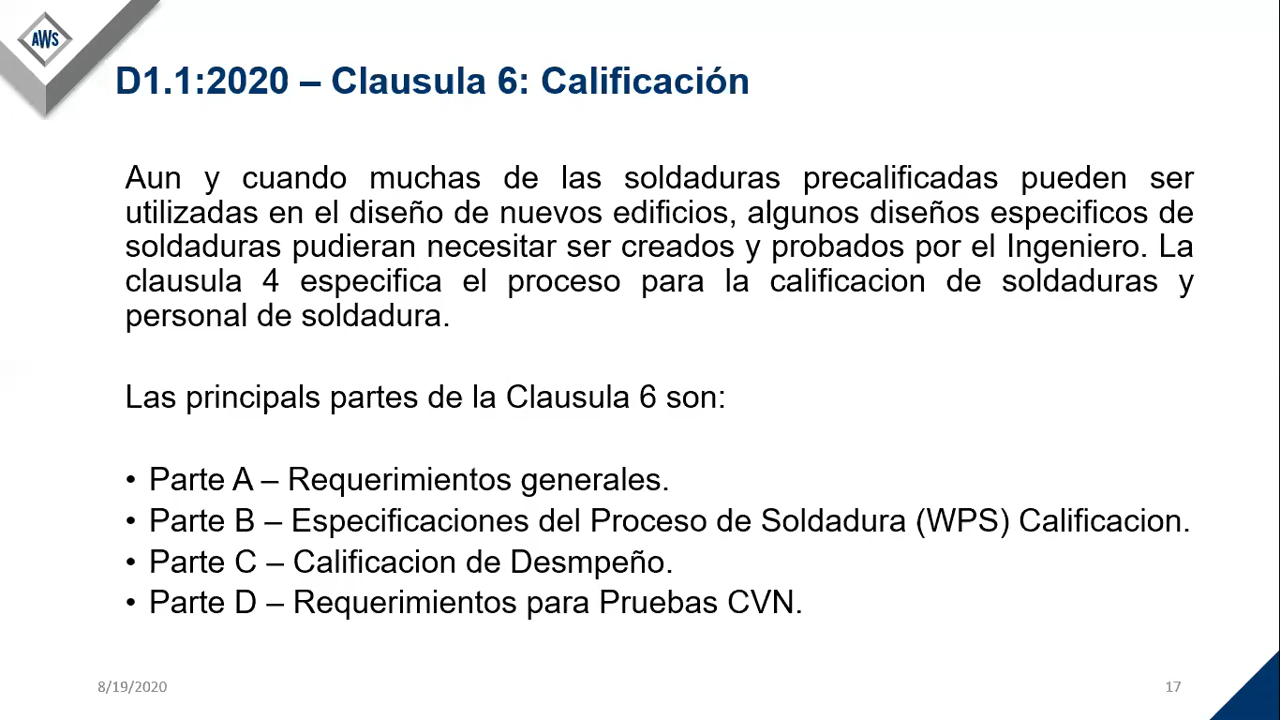 AWS
D1.1:2020 – Clausula 6: Calificación
Aun y cuando muchas de las soldaduras precalificadas pueden ser
utilizadas en el diseño de nuevos edificios, algunos diseños especificos de
soldaduras pudieran necesitar ser creados y probados por el Ingeniero. La
clausula 4 especifica el proceso para la calificacion de soldaduras y
personal de soldadura.
Las principals partes de la Clausula 6 son:
• Parte A – Requerimientos generales.
• Parte B – Especificaciones del Proceso de Soldadura (WPS) Calificacion.
• Parte C – Calificacion de Desmpeño.
• Parte D – Requerimientos para Pruebas CVN.
8/19/2020
17